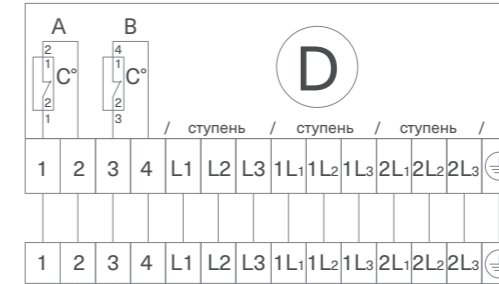 A B
2 4
1 C° 1 C°
2 2
1 3
D
/ ступень / ступень / ступень /
1 2 3 4 L1 L2 L3 1L1 1L2 1L3 2L1 2L2 2L3
1 2 3 4 L1 L2 L3 1L1 1L2 1L3 2L1 2L2 2L3